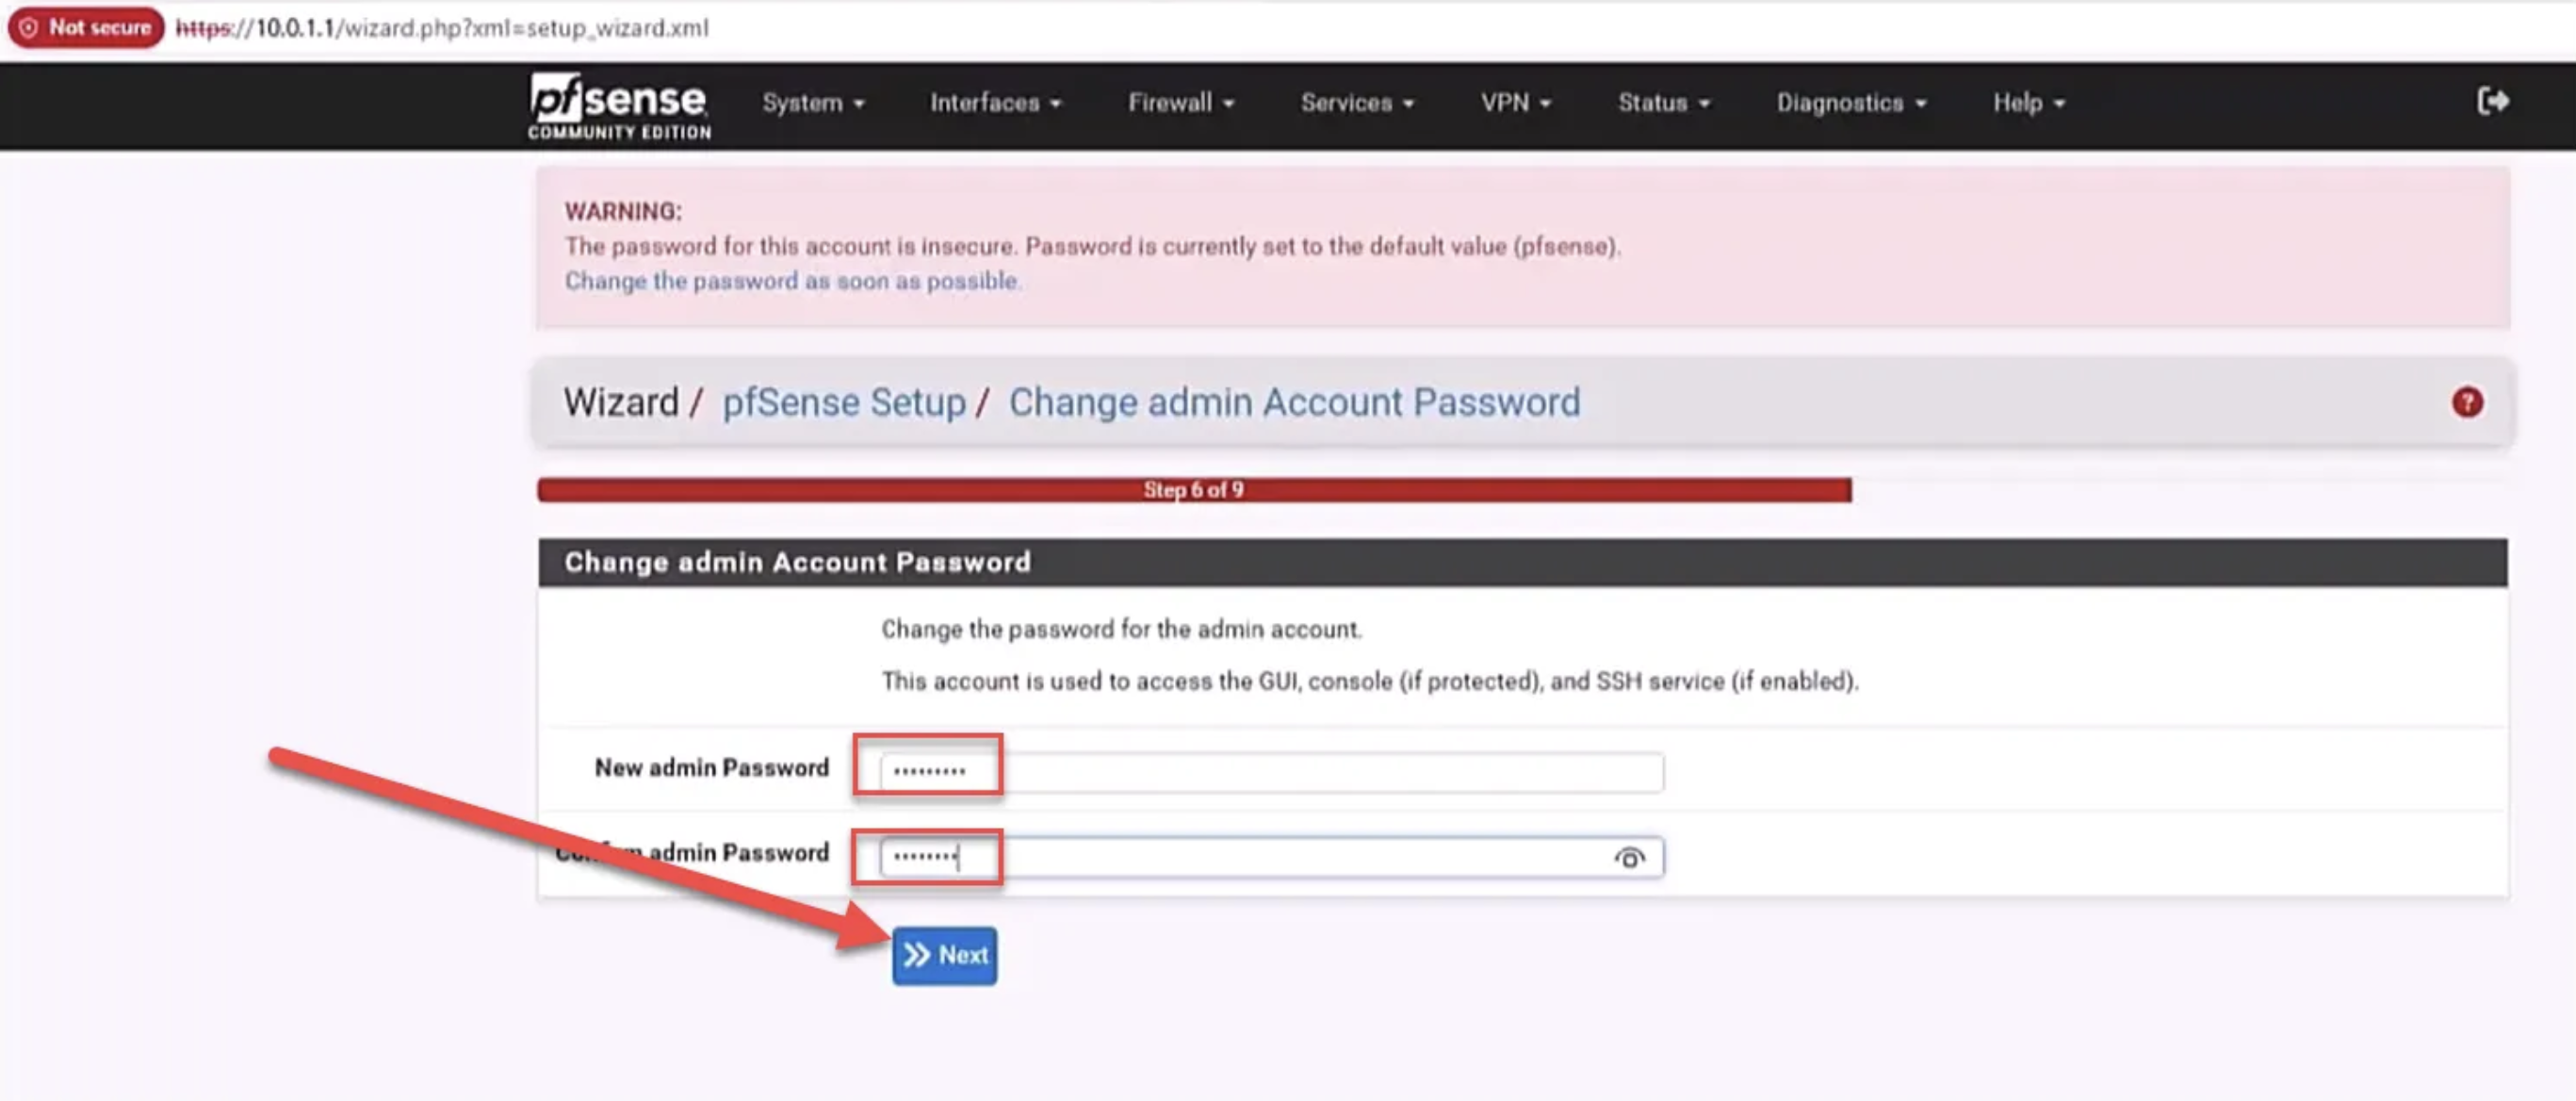 Not secure https://10.0.1.1/wizard.php?xml=setup_wizard.xml
pfsense System Interfaces Firewall Services VPN Status Diagnostics Help
COMMUNITY EDITION
WARNING:
The password for this account is insecure. Password is currently set to the default value (pfsense).
Change the password as soon as possible.
Wizard / pfSense Setup / Change admin Account Password ?
Step 6 of 9
Change admin Account Password
Change the password for the admin account.
This account is used to access the GUI, console (if protected), and SSH service (if enabled).
New admin Password •••••••••
admin Password ••••••••
Next